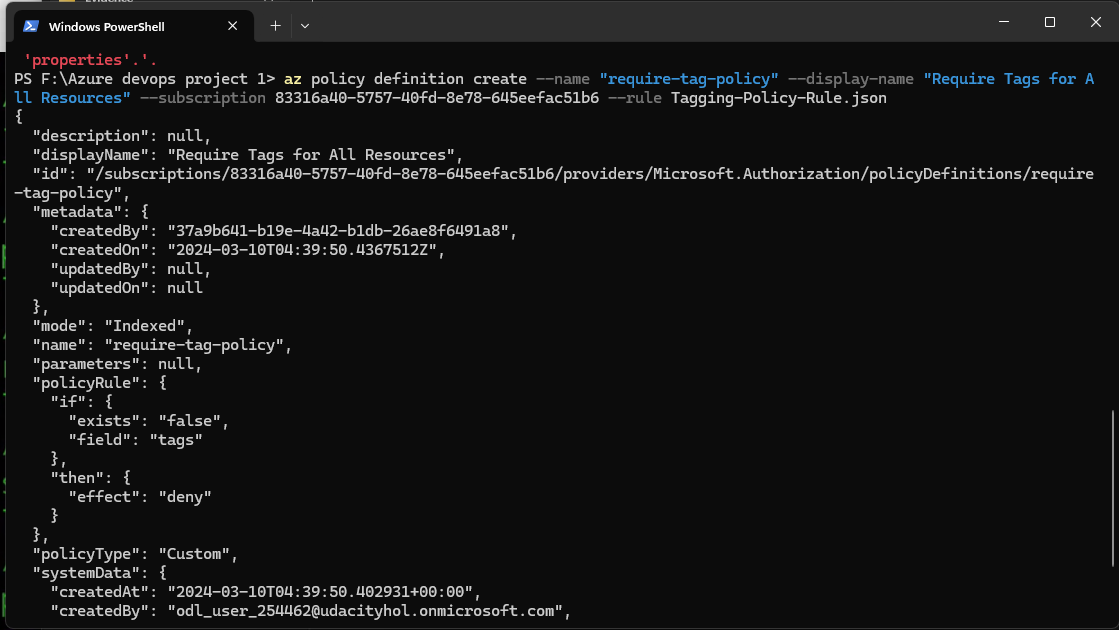 Windows PowerShell
'properties'.'.
PS F:\Azure devops project 1> az policy definition create --name "require-tag-policy" --display-name "Require Tags for A
ll Resources" --subscription 83316a40-5757-40fd-8e78-645eefac51b6 --rule Tagging-Policy-Rule.json
{
  "description": null,
  "displayName": "Require Tags for All Resources",
  "id": "/subscriptions/83316a40-5757-40fd-8e78-645eefac51b6/providers/Microsoft.Authorization/policyDefinitions/require
-tag-policy",
  "metadata": {
    "createdBy": "37a9b641-b19e-4a42-b1db-26ae8f6491a8",
    "createdOn": "2024-03-10T04:39:50.4367512Z",
    "updatedBy": null,
    "updatedOn": null
  },
  "mode": "Indexed",
  "name": "require-tag-policy",
  "parameters": null,
  "policyRule": {
    "if": {
      "exists": "false",
      "field": "tags"
    },
    "then": {
      "effect": "deny"
    }
  },
  "policyType": "Custom",
  "systemData": {
    "createdAt": "2024-03-10T04:39:50.402931+00:00",
    "createdBy": "odl_user_254462@udacityhol.onmicrosoft.com",